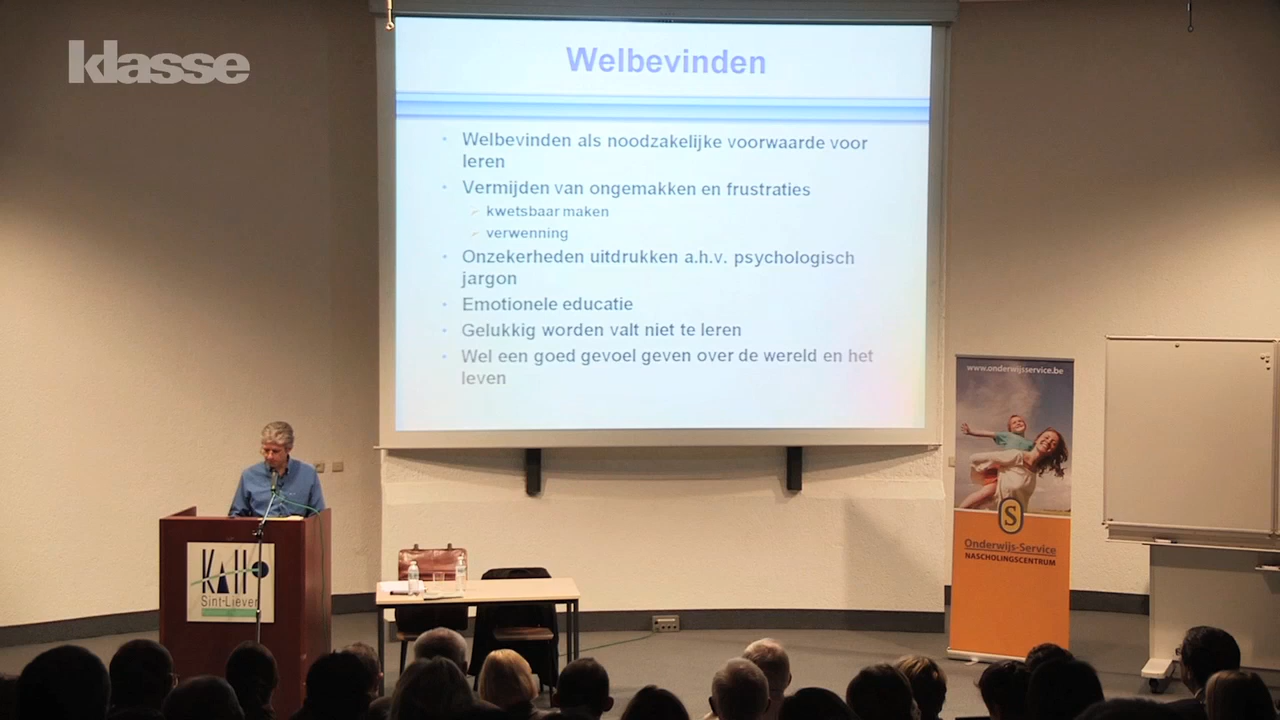 klasse
Welbevinden
Welbevinden als noodzakelijke voorwaarde voor
leren
Vermijden van ongemakken en frustraties
kwetsbaar maken
verwenning
Onzekerheden uitdrukken a.h.v. psychologisch
jargon
Emotionele educatie
Gelukkig worden valt niet te leren
Wel een goed gevoel geven over de wereld en het
leven
www.onderwijsservice.be
S
Onderwijs-Service
NASCHOLINGSCENTRUM
KAHO
Sint-Lieven